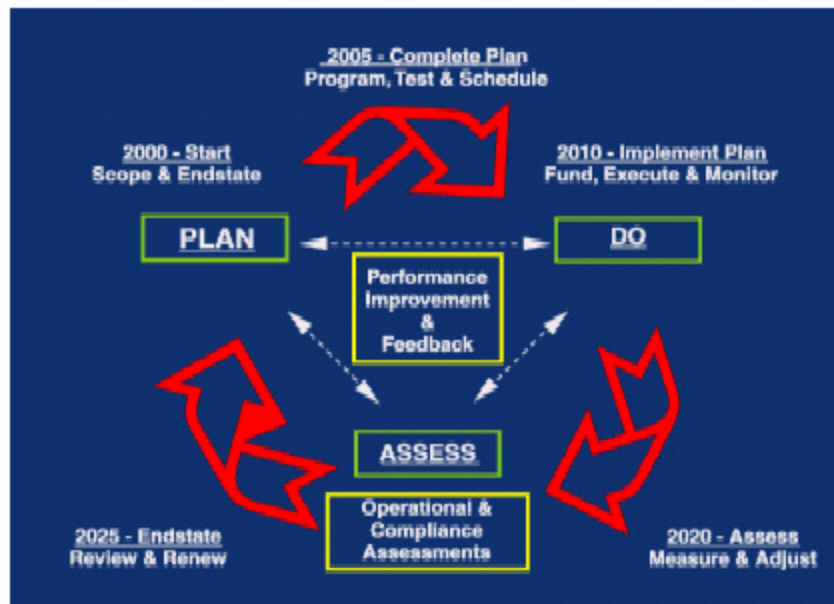 2005 - Complete Plan
Program, Test & Schedule
2000 - Start
Scope & Endstate
2010 - Implement Plan
Fund, Execute & Monitor
PLAN
DO
Performance
Improvement
&
Feedback
ASSESS
Operational &
Compliance
Assessments
2025 - Endstate
Review & Renew
2020 - Assess
Measure & Adjust